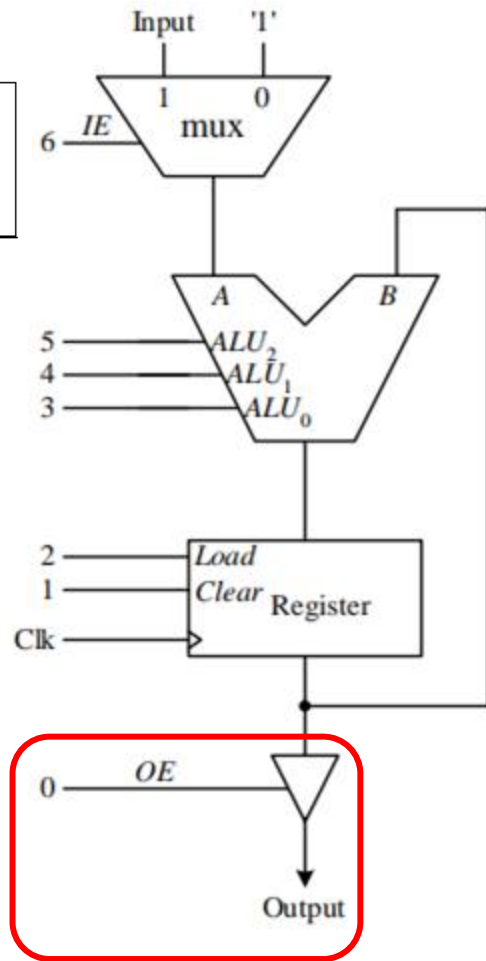 Input '1'
1 0
mux
6 IE
A B
5 ALU2
4 ALU1
3 ALU0
2 Load
1 Clear Register
Clk
0 OE
Output